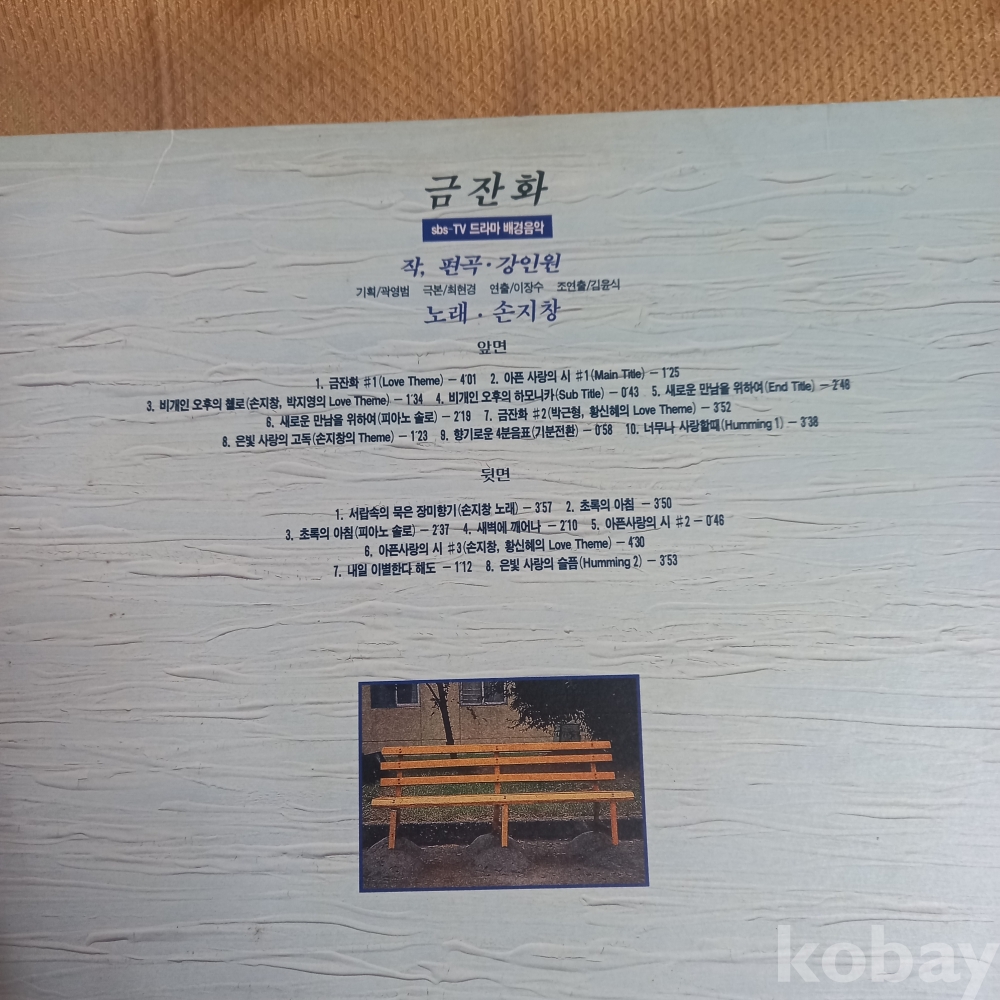 금잔화
sbs-TV 드라마 배경음악
작, 편곡·강인원
기획/곽영범 극본/최현경 연출/이장수 조연출/김윤식
노래·손지창
앞면
1. 금잔화 #1(Love Theme) — 4'01 2. 아픈 사랑의 시 #1(Main Title) — 1'25
3. 비개인 오후의 첼로(손지창, 박지영의 Love Theme) — 1'34 4. 비개인 오후의 하모니카(Sub Title) — 0'43 5. 새로운 만남을 위하여(End Title) — 2'46
6. 새로운 만남을 위하여(피아노 솔로) — 2'19 7. 금잔화 #2(박근형, 황신혜의 Love Theme) — 3'52
8. 은빛 사랑의 고독(손지창의 Theme) — 1'23 9. 향기로운 4분음표(기분전환) — 0'58 10. 너무나 사랑할때(Humming 1) — 3'38
뒷면
1. 서랍속의 묵은 장미향기(손지창 노래) — 3'57 2. 초록의 아침 — 3'50
3. 초록의 아침(피아노 솔로) — 2'37 4. 새벽에 깨어나 — 2'10 5. 아픈사랑의 시 #2 — 0'46
6. 아픈사랑의 시 #3(손지창, 황신혜의 Love Theme) — 4'30
7. 내일 이별한다 해도 — 1'12 8. 은빛 사랑의 슬픔(Humming 2) — 3'53
kobay